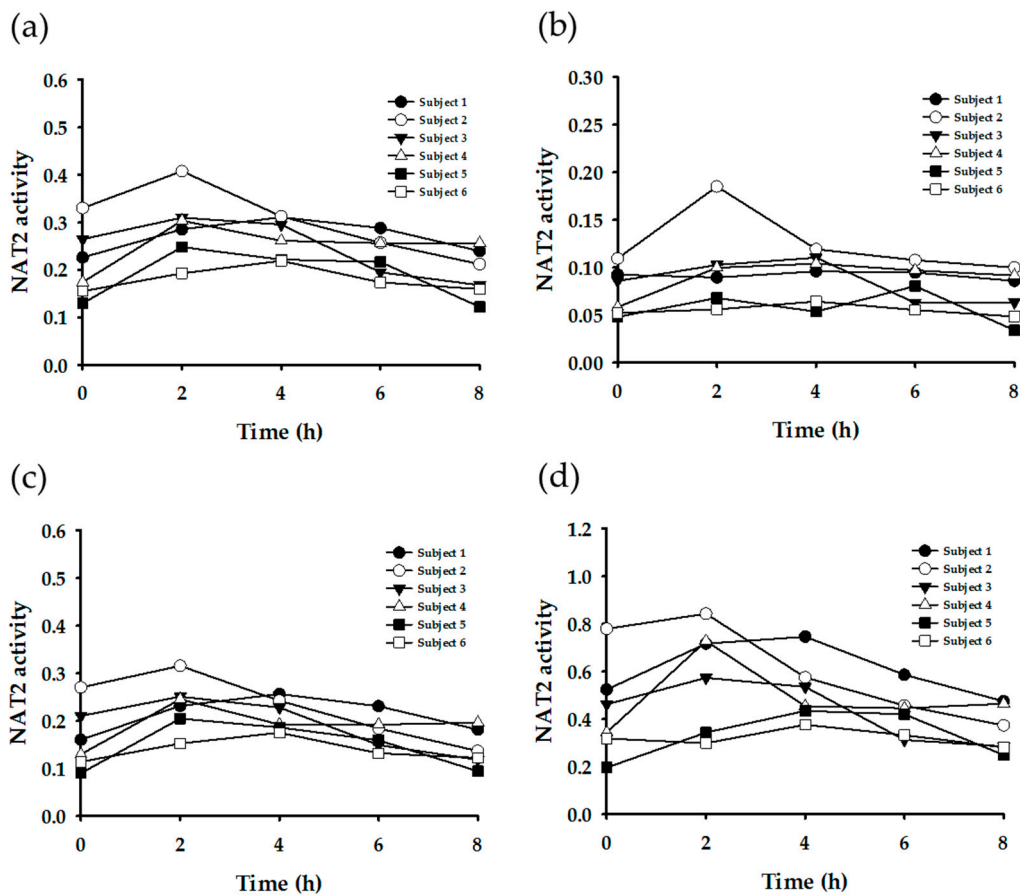 (a)
NAT2 activity
0.6
0.5
0.4
0.3
0.2
0.1
0.0
Subject 1
Subject 2
Subject 3
Subject 4
Subject 5
Subject 6
0 2 4 6 8
Time (h)
(b)
NAT2 activity
0.30
0.25
0.20
0.15
0.10
0.05
0.00
Subject 1
Subject 2
Subject 3
Subject 4
Subject 5
Subject 6
0 2 4 6 8
Time (h)
(c)
NAT2 activity
0.6
0.5
0.4
0.3
0.2
0.1
0.0
Subject 1
Subject 2
Subject 3
Subject 4
Subject 5
Subject 6
0 2 4 6 8
Time (h)
(d)
NAT2 activity
1.2
1.0
0.8
0.6
0.4
0.2
0.0
Subject 1
Subject 2
Subject 3
Subject 4
Subject 5
Subject 6
0 2 4 6 8
Time (h)